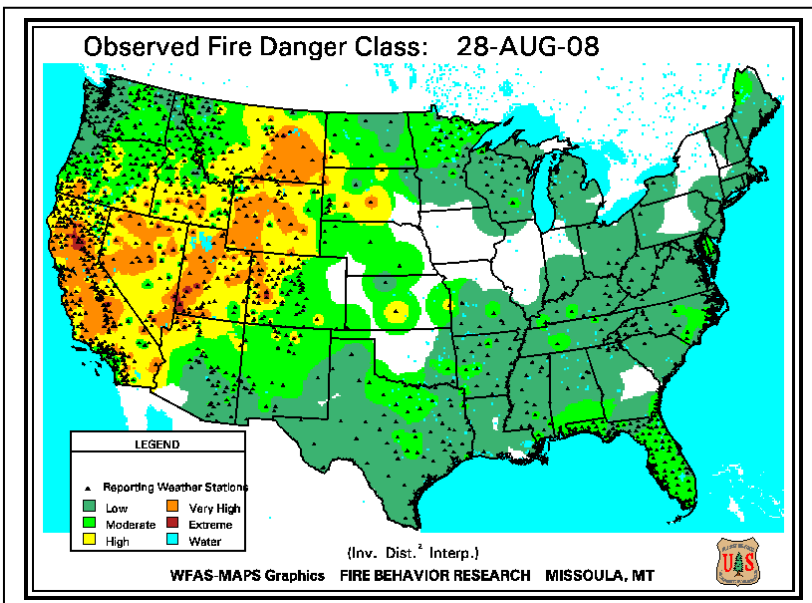 Observed Fire Danger Class: 28-AUG-08
LEGEND
Reporting Weather Stations
Low
Very High
Moderate
Extreme
High
Water
(Inv. Dist.² Interp.)
WFAS-MAPS Graphics FIRE BEHAVIOR RESEARCH MISSOULA, MT
U S